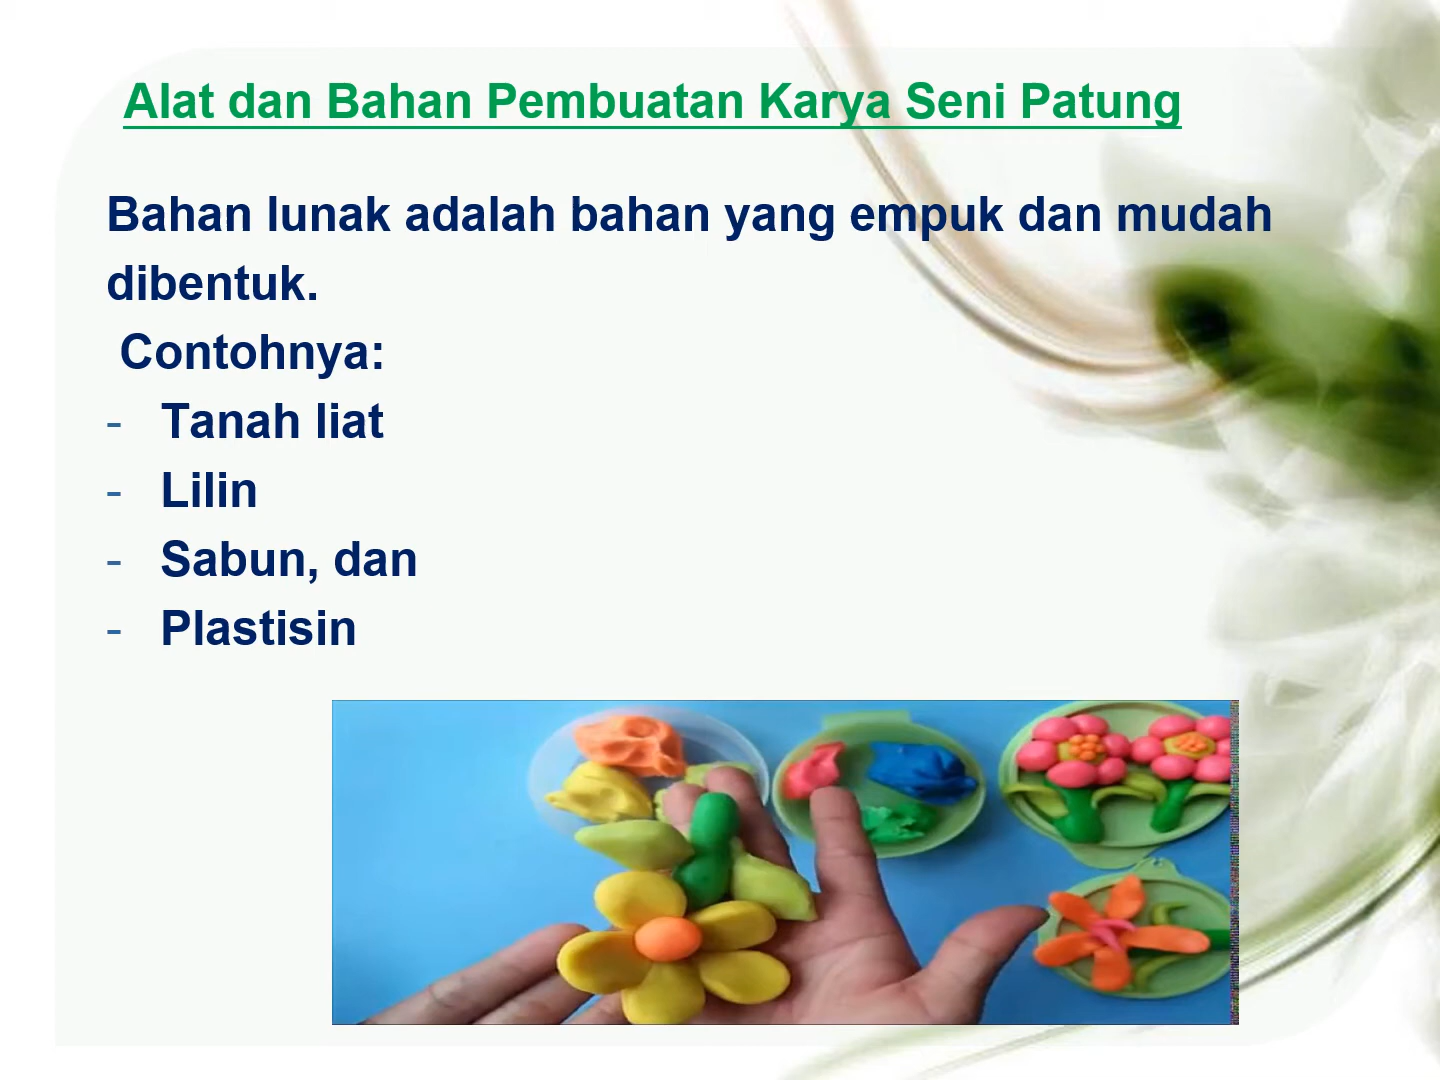 Alat dan Bahan Pembuatan Karya Seni Patung
Bahan lunak adalah bahan yang empuk dan mudah
dibentuk.
Contohnya:
- Tanah liat
- Lilin
- Sabun, dan
- Plastisin